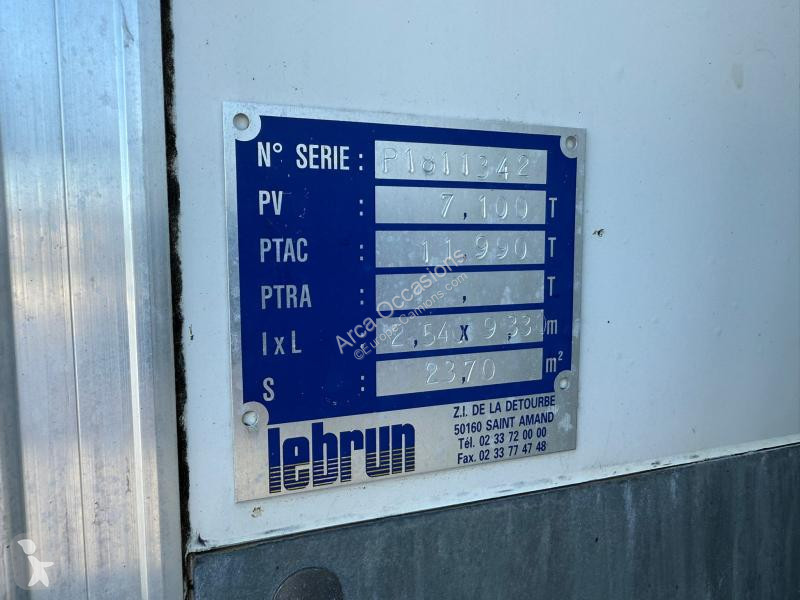 N° SERIE : P1811342
PV : 7,100 T
PTAC : 11,990 T
PTRA : , T
l x L : 2,54 x 9,33 m
S : 23,70 m²
lebrun
Z.I. DE LA DETOURBE
50160 SAINT AMAND
Tél. 02 33 72 00 00
Fax. 02 33 77 47 48
Arca Occasions
©Europe-Camions.com